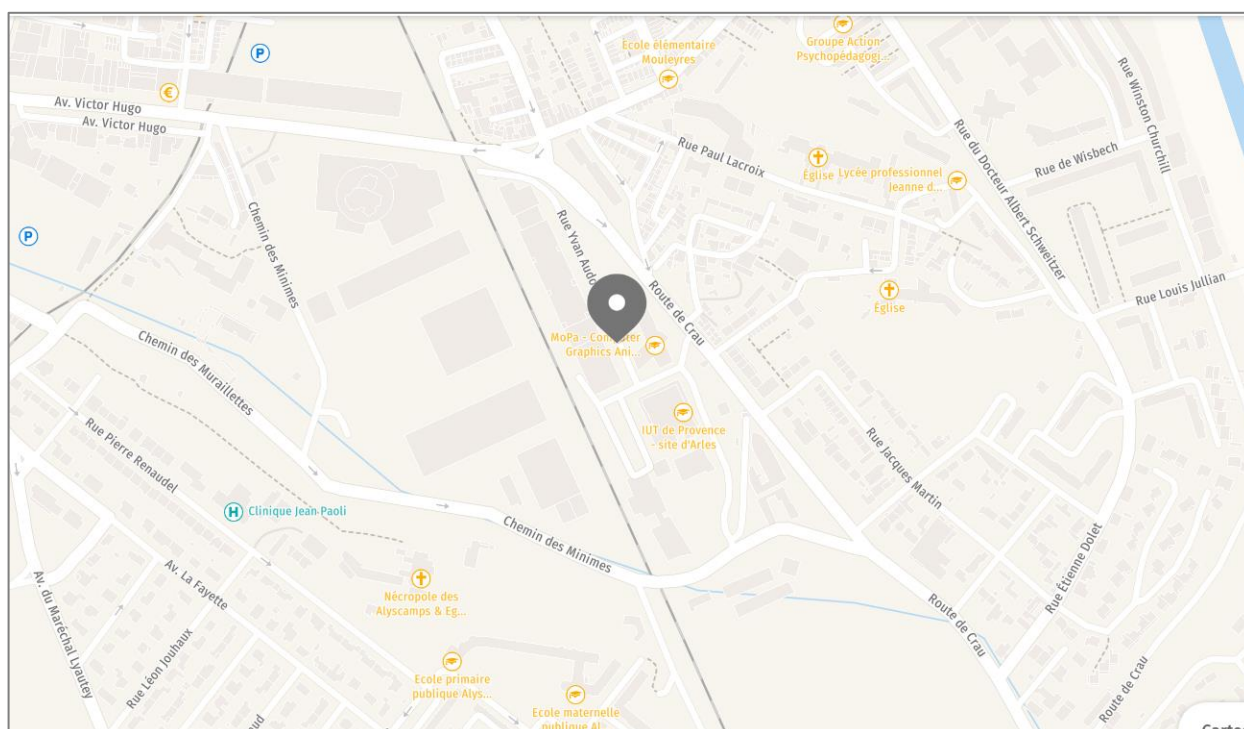 P
École élémentaire
Mouleyres
Groupe Action
Psychopédagogi...
Rue Winston Churchill
€
Av. Victor Hugo
Av. Victor Hugo
Rue Paul Lacroix
Église
Lycée professionnel
Jeanne d...
Rue de Wisbech
Rue du Docteur Albert Schweitzer
P
Chemin des Minimes
Rue Yvan Audo
Route de Crau
Église
Rue Louis Jullian
Chemin des Muraillettes
MoPa - Com ter
Graphics Ani...
IUT de Provence
- site d'Arles
Rue Jacques Martin
Rue Pierre Renaudel
H
Clinique Jean Paoli
Chemin des Minimes
Av. La Fayette
Nécropole des
Alyscamps & Eg...
Rue Étienne Dolet
Route de Crau
Av. du Maréchal Lyautey
Rue Léon Jouhaux
Ecole primaire
publique Alys...
Ecole maternelle
publique Al...
Route de Crau